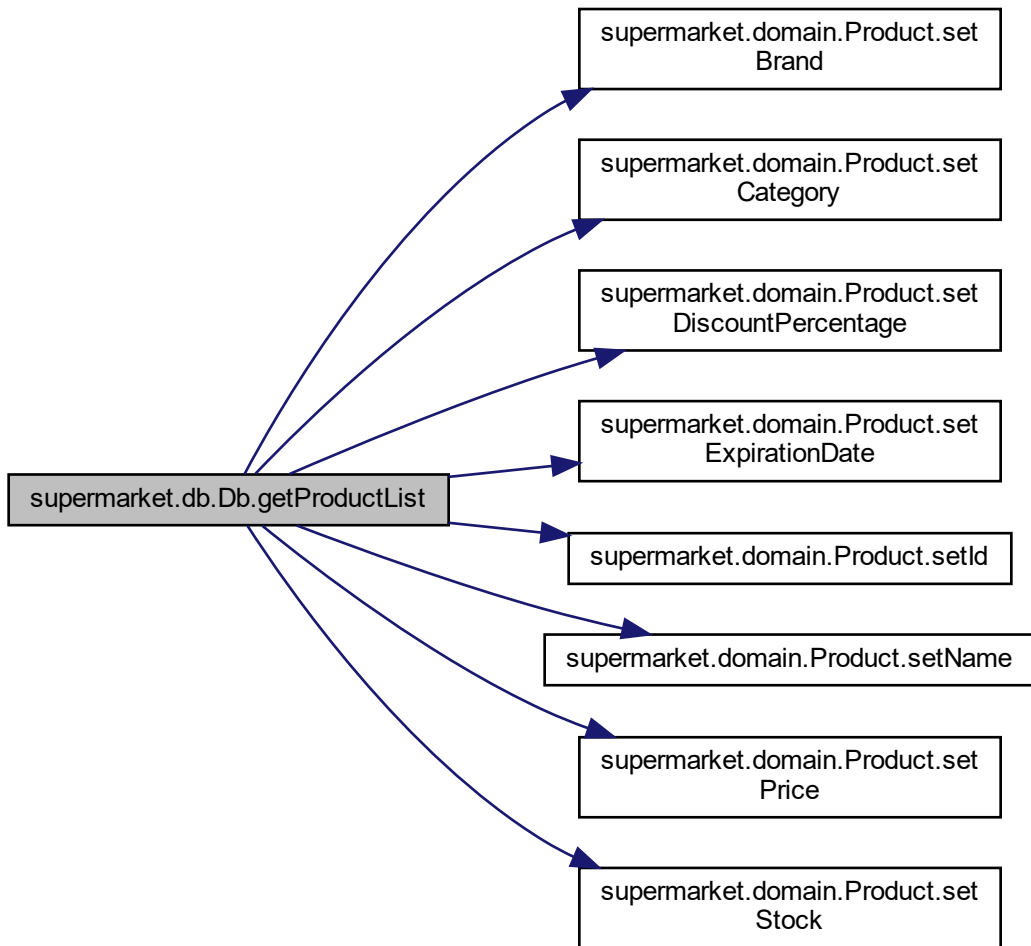 supermarket.domain.Product.set
Brand
supermarket.domain.Product.set
Category
supermarket.domain.Product.set
DiscountPercentage
supermarket.domain.Product.set
ExpirationDate
supermarket.db.Db.getProductList
supermarket.domain.Product.setId
supermarket.domain.Product.setName
supermarket.domain.Product.set
Price
supermarket.domain.Product.set
Stock